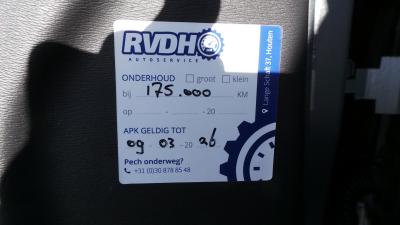 RVDH
AUTOSERVICE
ONDERHOUD groot klein
bij 175.000 KM
op - -20
APK GELDIG TOT
09 - 03 -20 26
Pech onderweg?
+31 (0)30 878 85 48
Lange Schaft 37, Houten